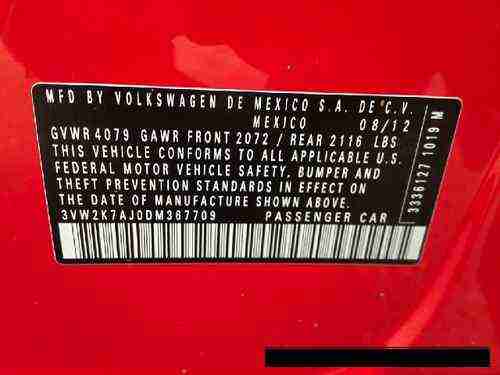 MFD BY VOLKSWAGEN DE MEXICO S.A. DE C.V.
MEXICO 08/12
GVWR 4079 GAWR FRONT 2072 / REAR 2116 LBS
THIS VEHICLE CONFORMS TO ALL APPLICABLE U.S.
FEDERAL MOTOR VEHICLE SAFETY, BUMPER AND
THEFT PREVENTION STANDARDS IN EFFECT ON
THE DATE OF MANUFACTURE SHOWN ABOVE.
3VW2K7AJ0DM367709 PASSENGER CAR
3336127 1019 M